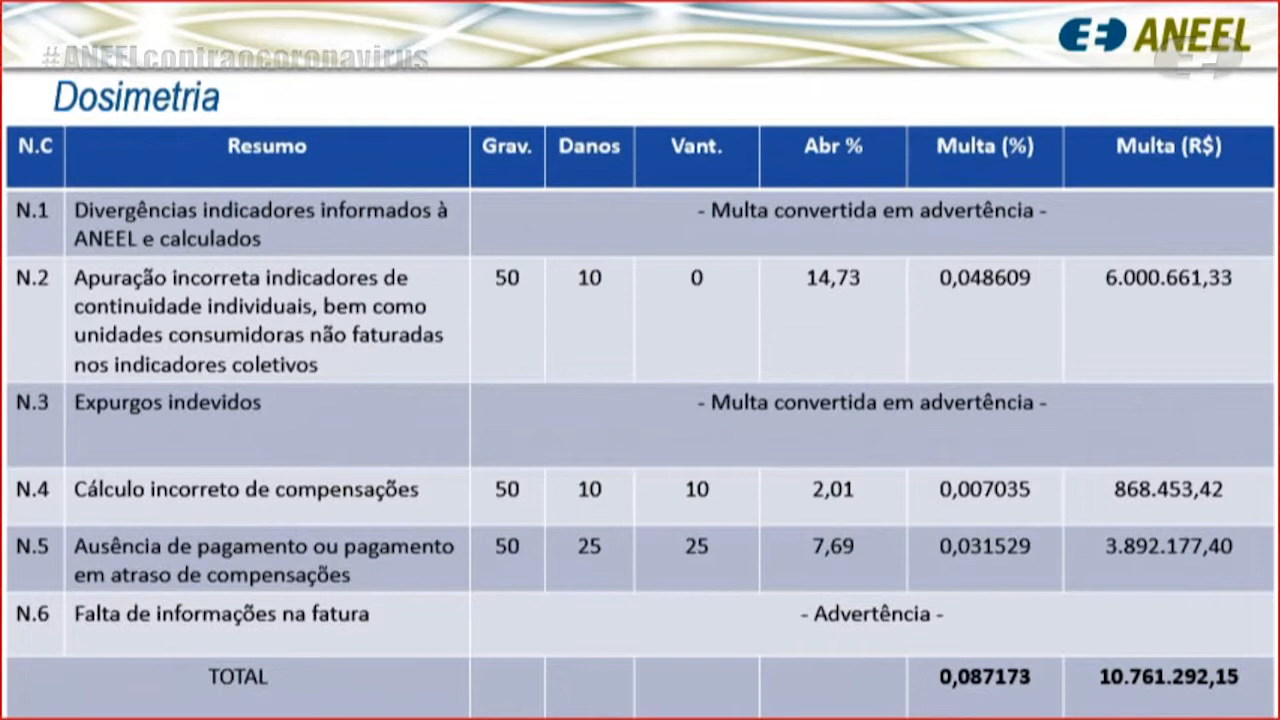 #ANEELcontraocoronavirus
ANEEL
Dosimetria
N.C Resumo Grav. Danos Vant. Abr % Multa (%) Multa (R$)
N.1 Divergências indicadores informados à - Multa convertida em advertência -
ANEEL e calculados
N.2 Apuração incorreta indicadores de 50 10 0 14,73 0,048609 6.000.661,33
continuidade individuais, bem como
unidades consumidoras não faturadas
nos indicadores coletivos
N.3 Expurgos indevidos - Multa convertida em advertência -
N.4 Cálculo incorreto de compensações 50 10 10 2,01 0,007035 868.453,42
N.5 Ausência de pagamento ou pagamento 50 25 25 7,69 0,031529 3.892.177,40
em atraso de compensações
N.6 Falta de informações na fatura - Advertência -
TOTAL 0,087173 10.761.292,15